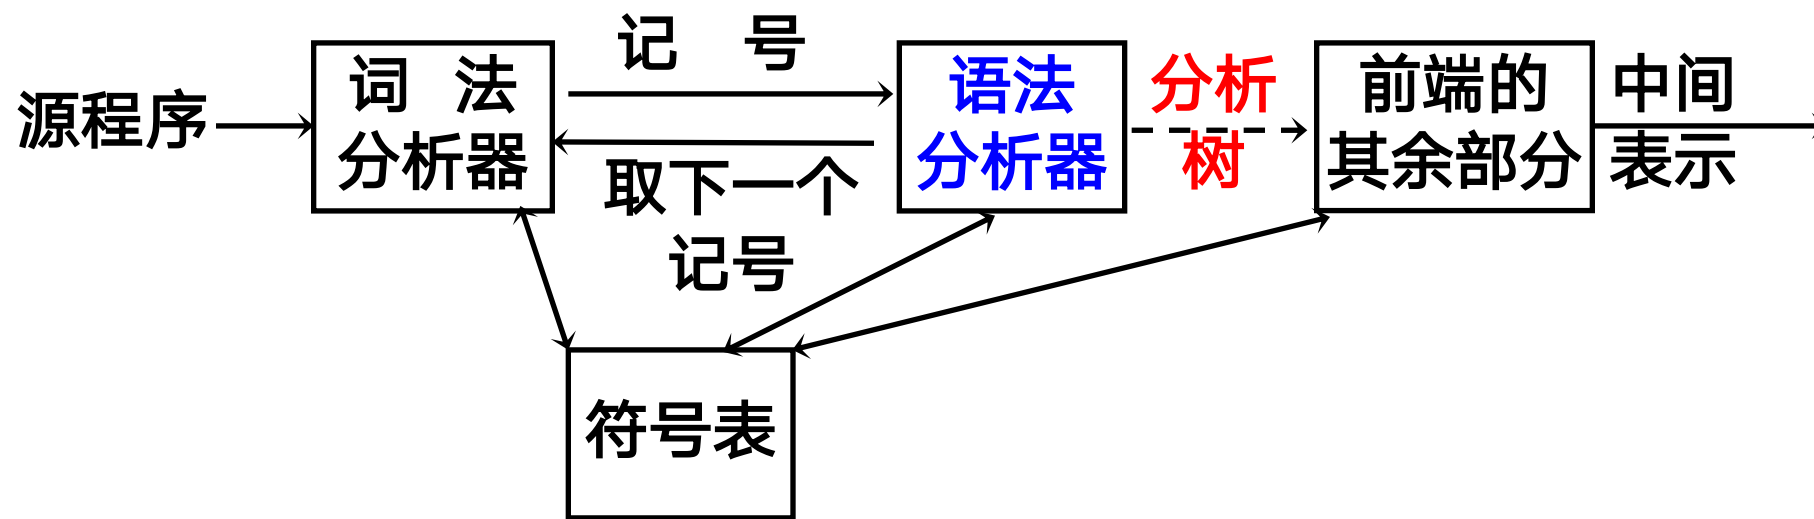 源程序
词 法
分析器
记 号
取下一个
记号
语法
分析器
分析
树
前端的
其余部分
中间
表示
符号表